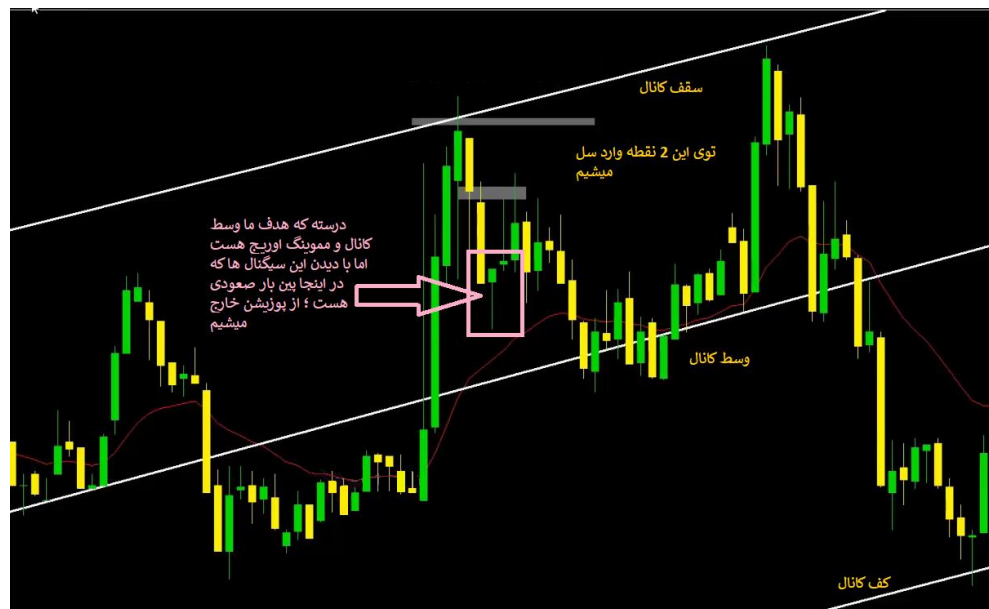 سقف کانال
توی این 2 نقطه وارد سل
میشیم
درسته که هدف ما وسط
کانال و مموینگ اوریج هست
اما با دیدن این سیگنال ها که
در اینجا پین بار صعودی
هست ؛ از پوزیشن خارج
میشیم
وسط کانال
کف کانال